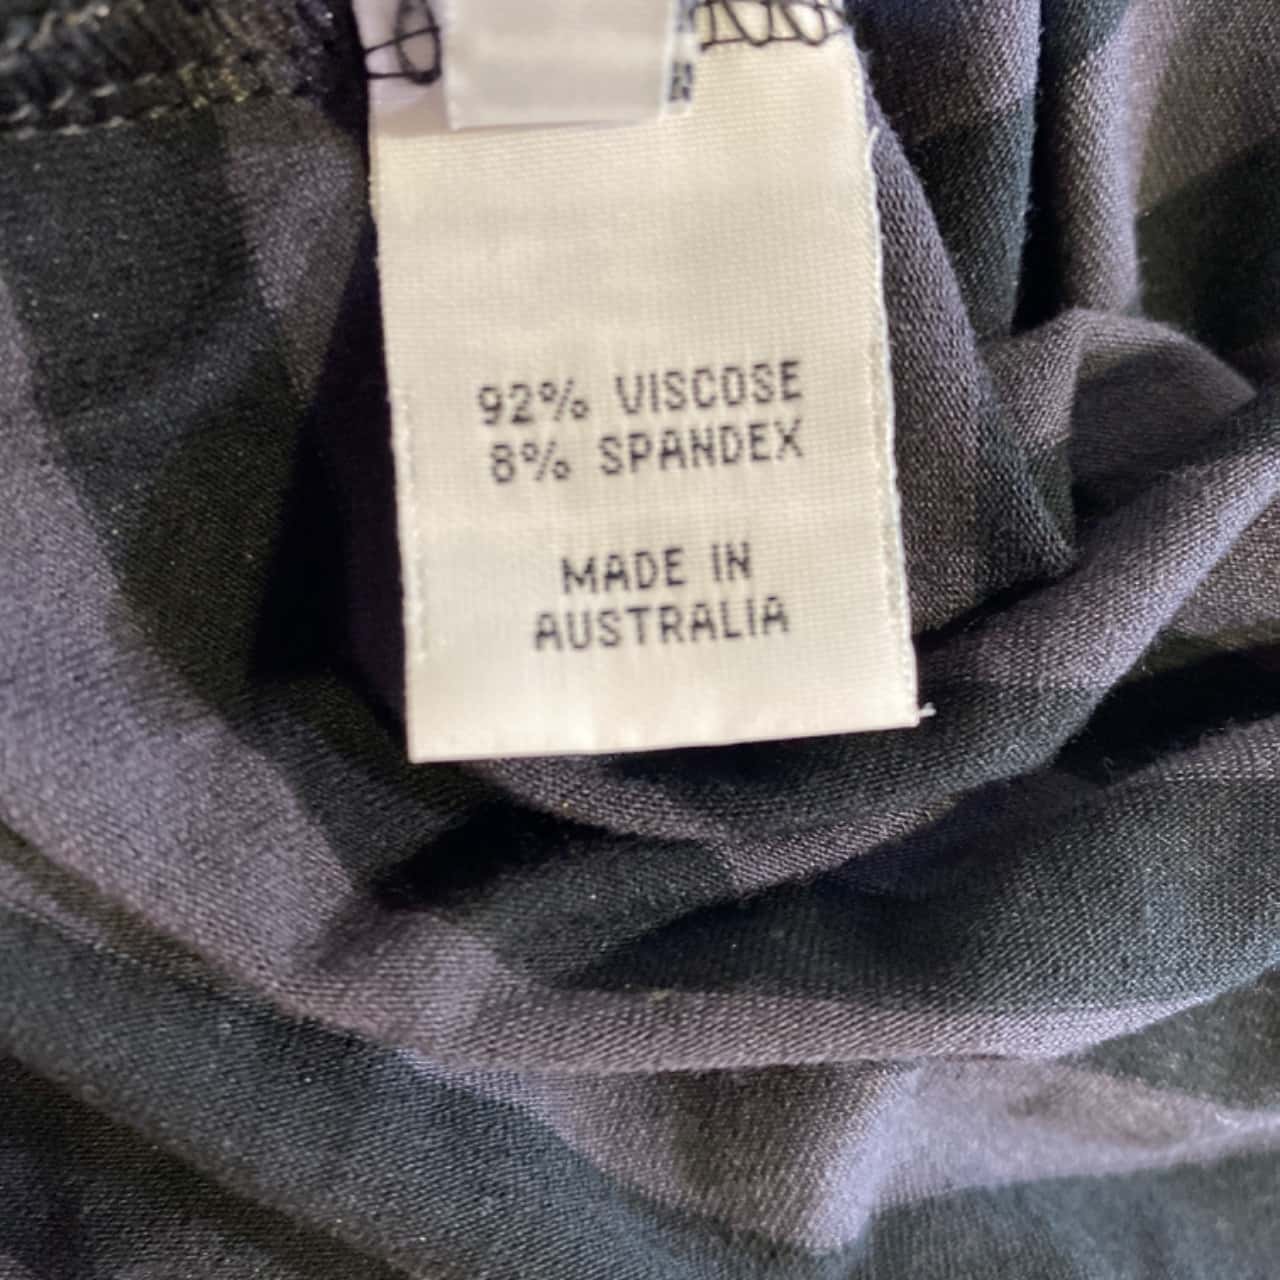 92% VISCOSE
8% SPANDEX
MADE IN
AUSTRALIA